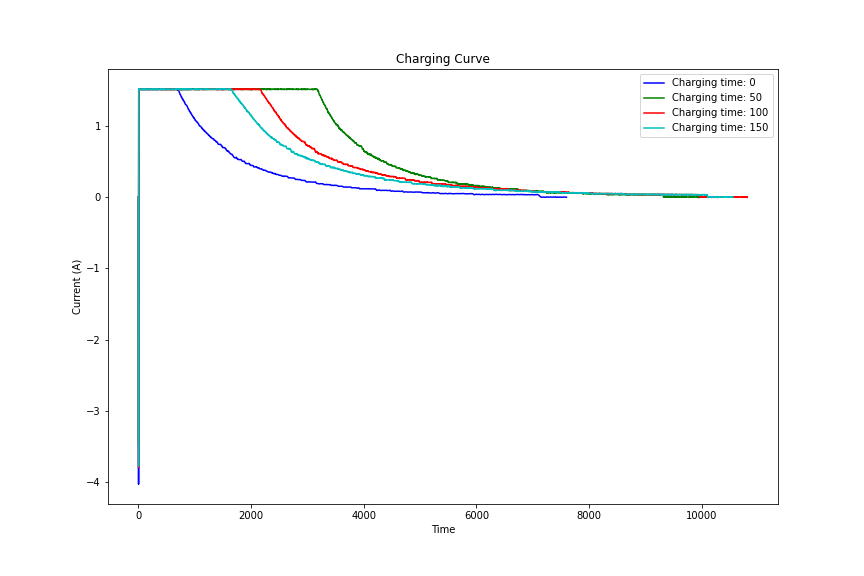 Charging Curve
Charging time: 0
Charging time: 50
Charging time: 100
Charging time: 150
1
0
−1
−2
−3
−4
Current (A)
0
2000
4000
6000
8000
10000
Time